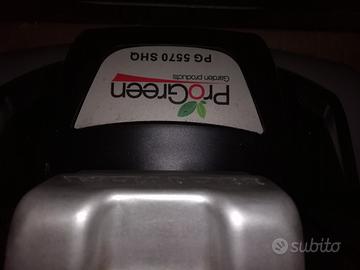 ProGreen
Garden products
PG 5570 SHQ
subito